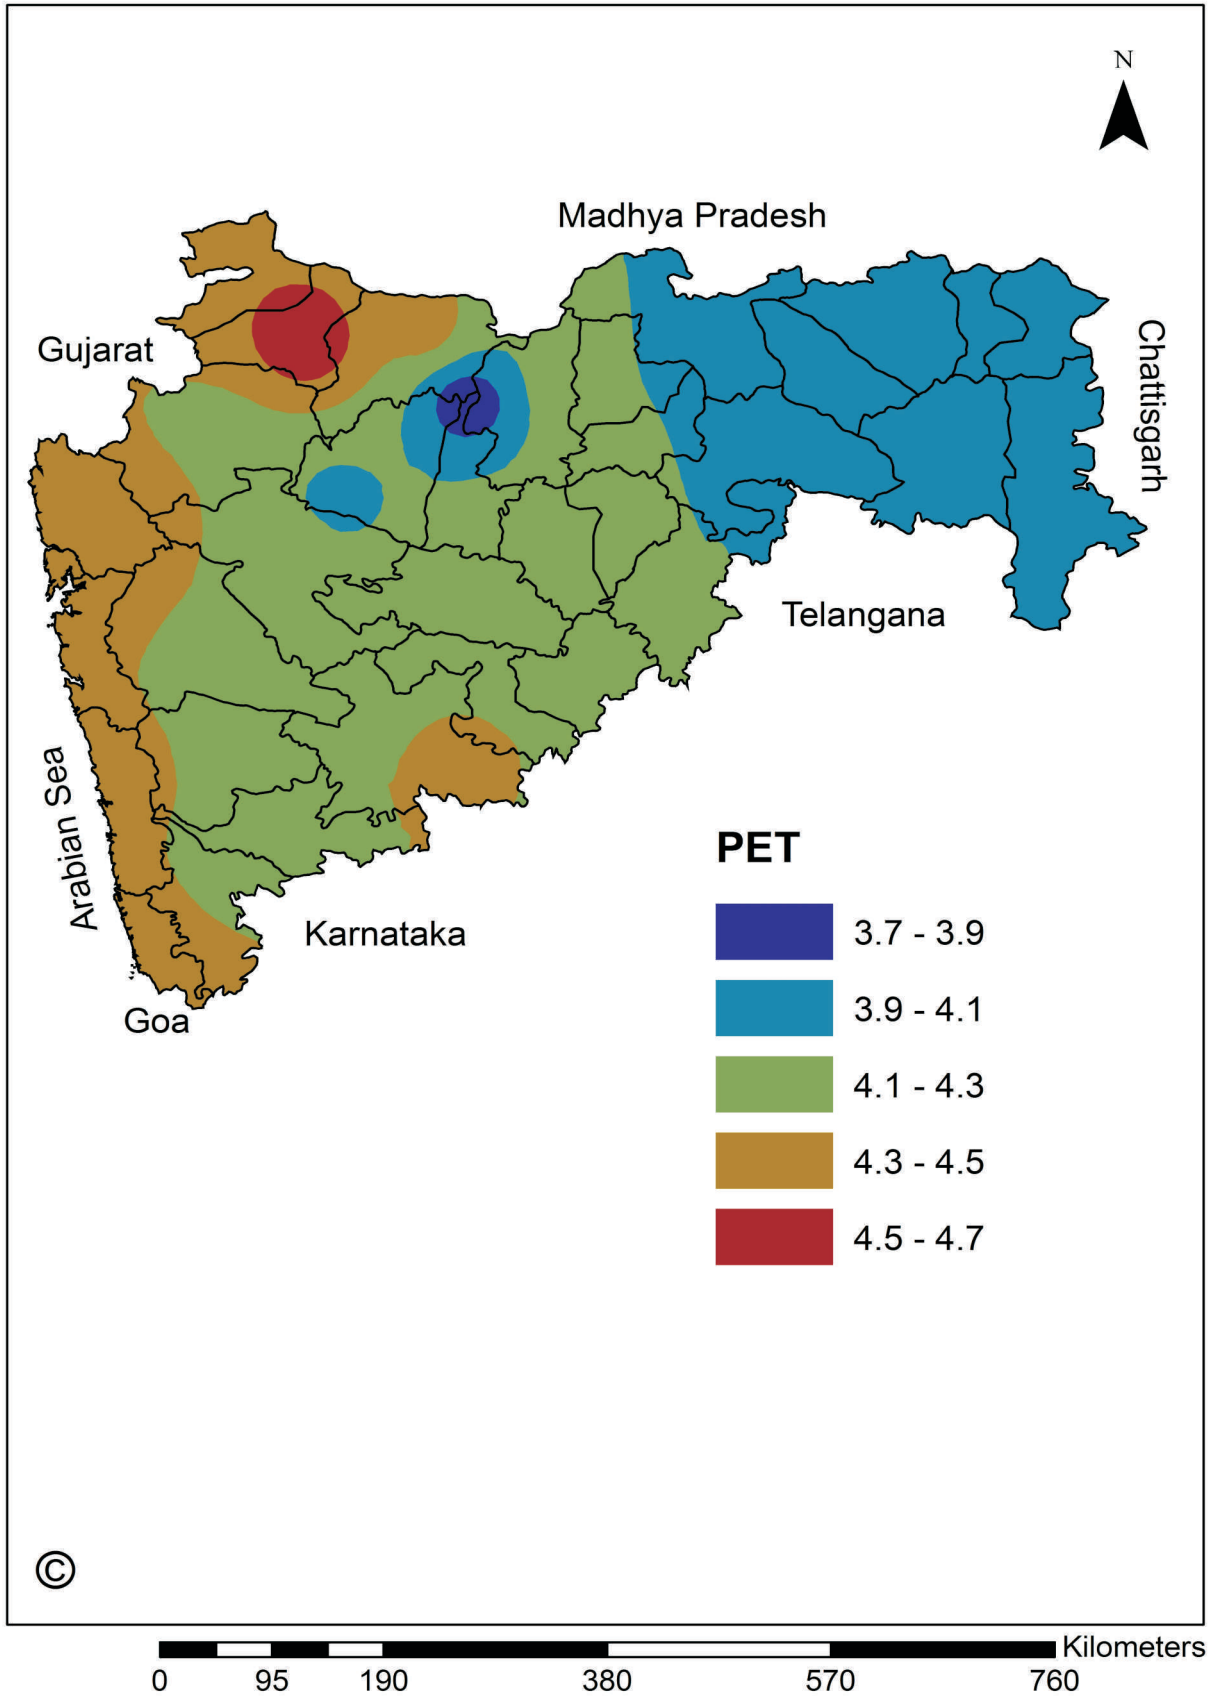 N
Madhya Pradesh
Gujarat
Chattisgarh
Telangana
Arabian Sea
Karnataka
Goa
PET
3.7 - 3.9
3.9 - 4.1
4.1 - 4.3
4.3 - 4.5
4.5 - 4.7
©
Kilometers
0 95 190 380 570 760